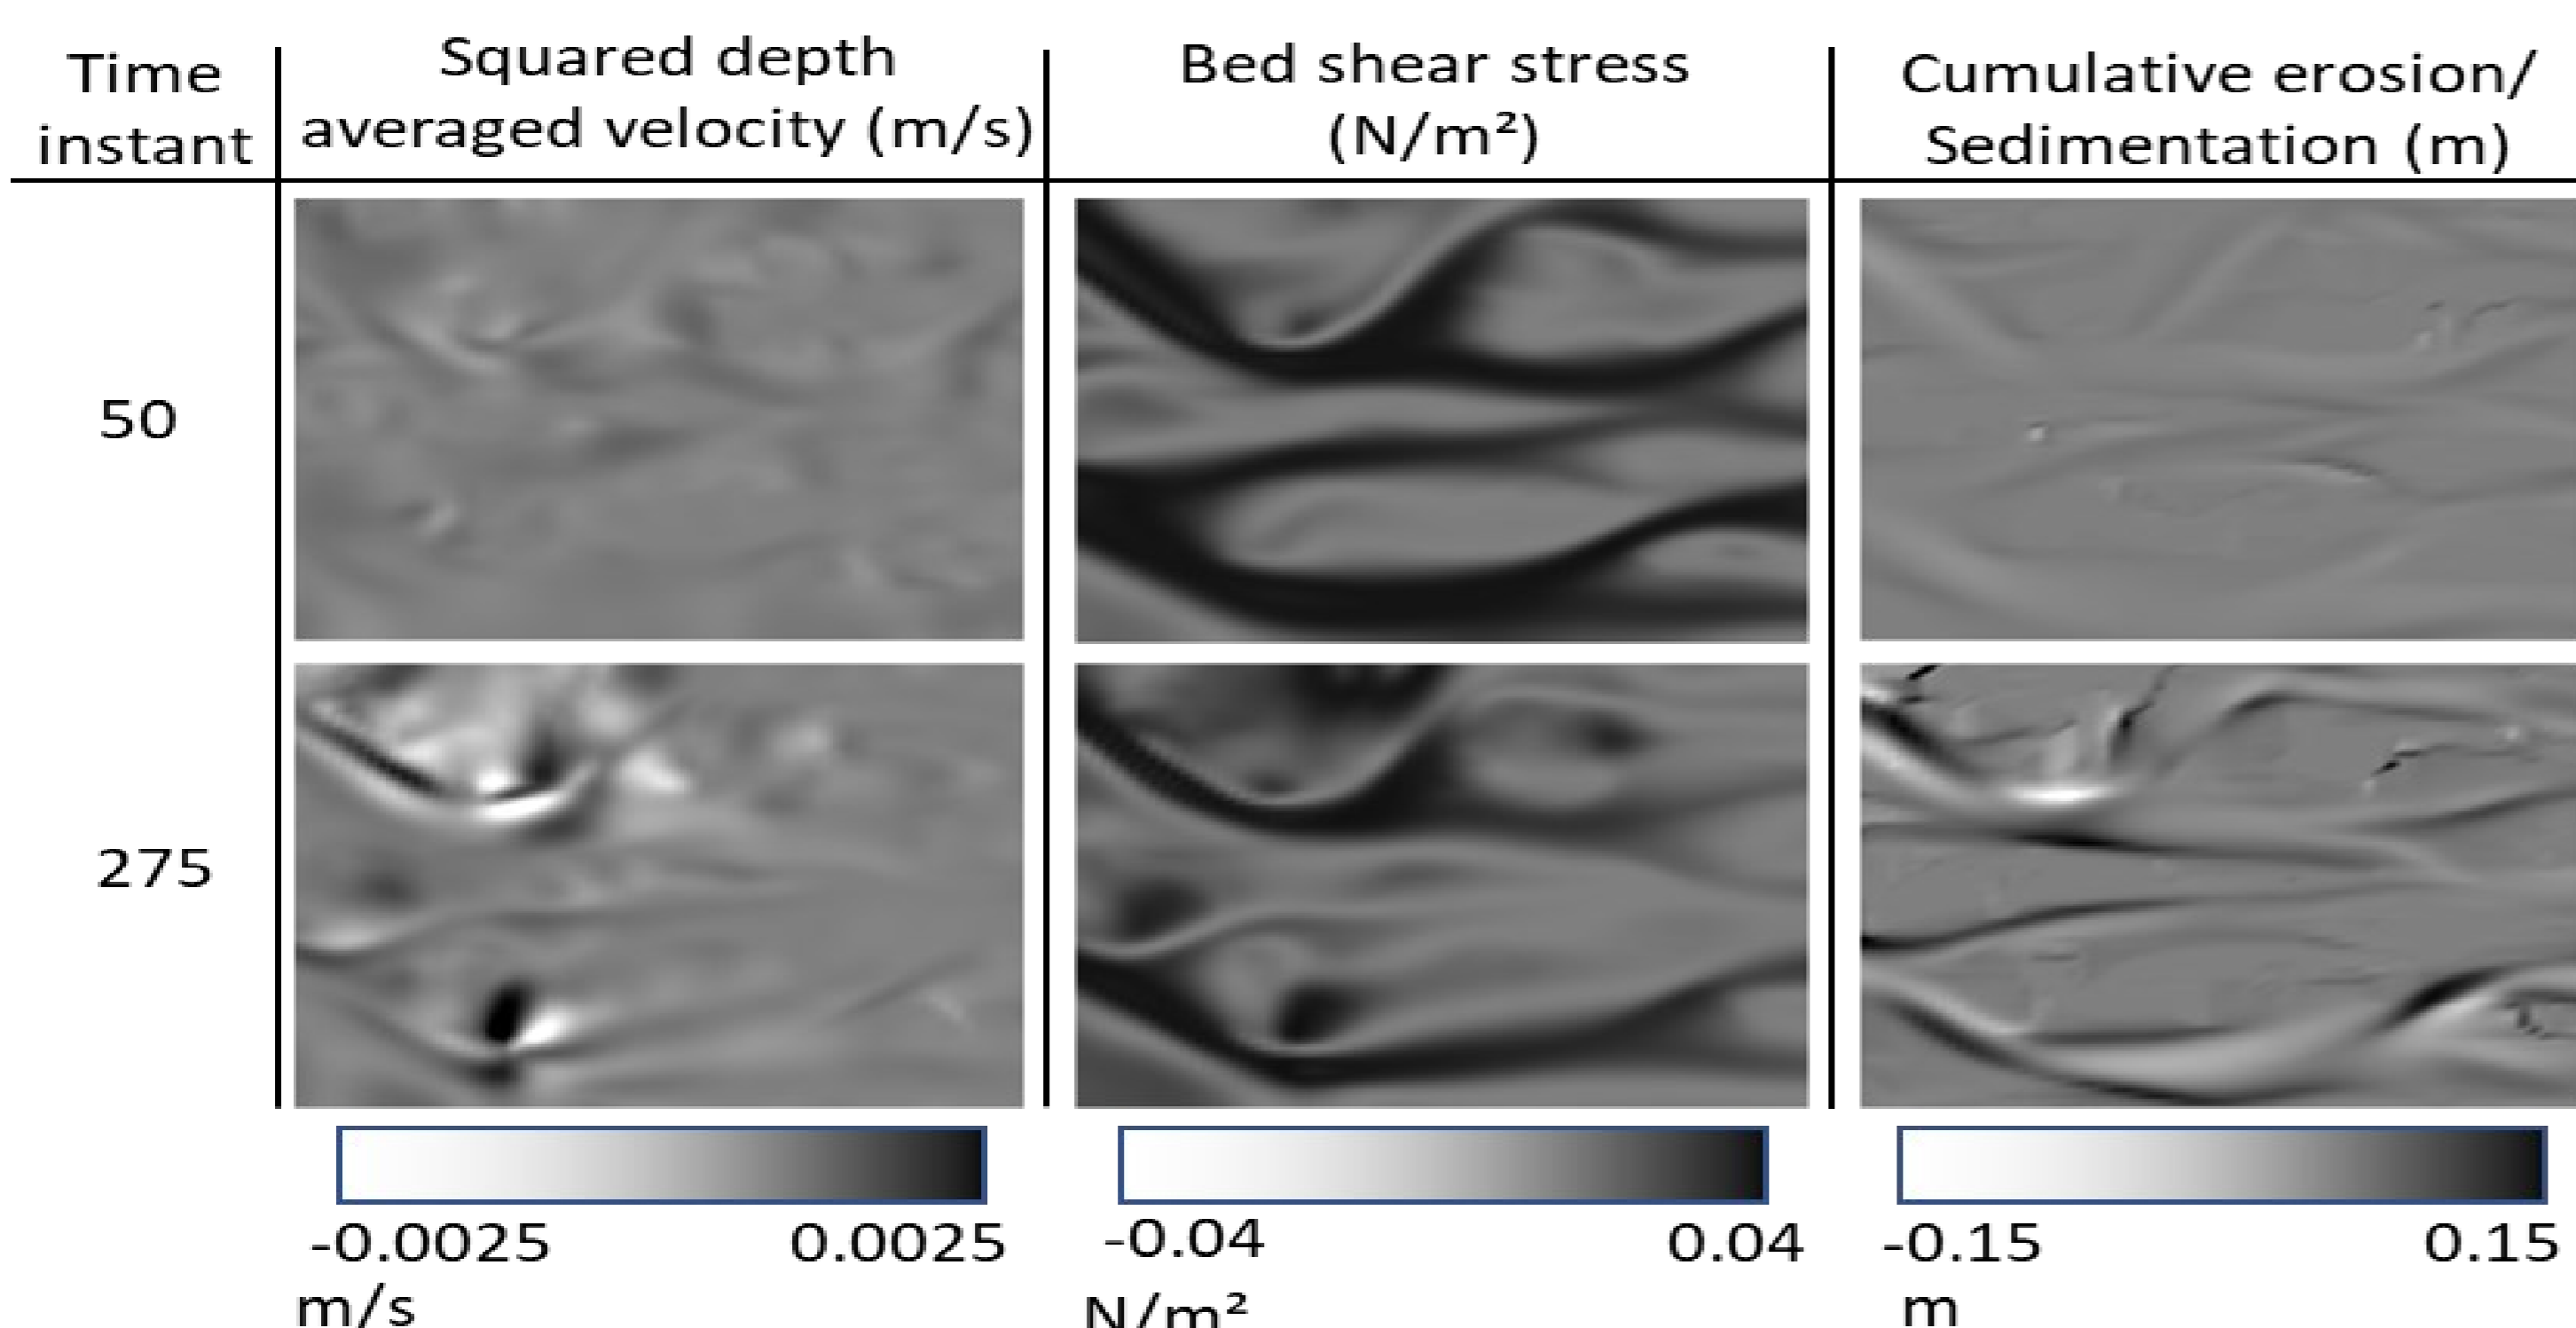 Time
instant
Squared depth
averaged velocity (m/s)
Bed shear stress
(N/m²)
Cumulative erosion/
Sedimentation (m)
50
275
-0.0025
0.0025
m/s
-0.04
0.04
N/m²
-0.15
0.15
m